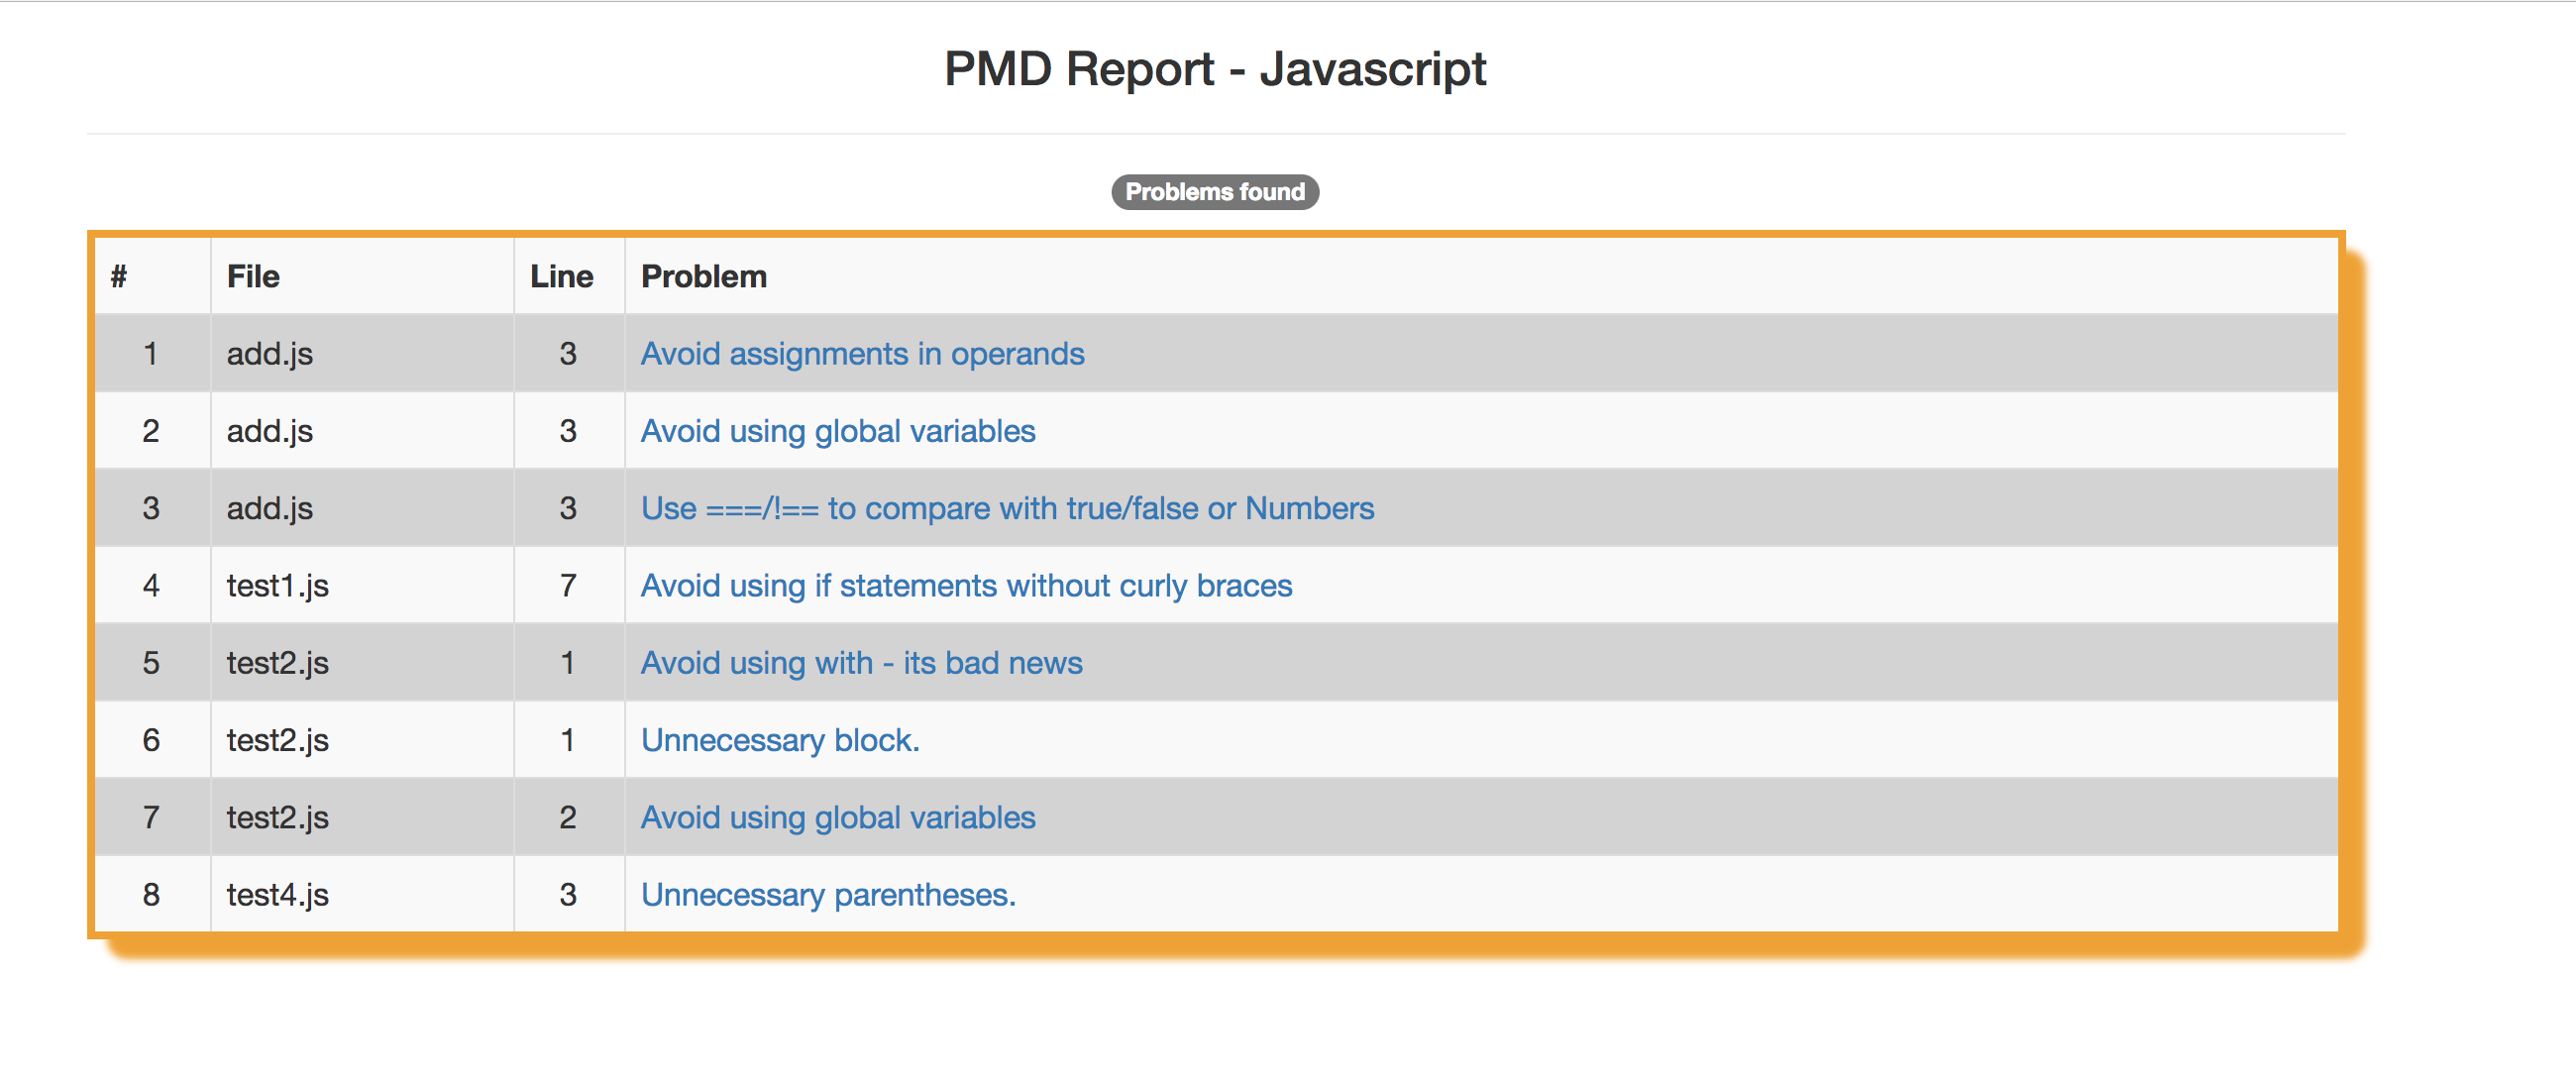 PMD Report - Javascript
Problems found
# File Line Problem
1 add.js 3 Avoid assignments in operands
2 add.js 3 Avoid using global variables
3 add.js 3 Use ===/!== to compare with true/false or Numbers
4 test1.js 7 Avoid using if statements without curly braces
5 test2.js 1 Avoid using with - its bad news
6 test2.js 1 Unnecessary block.
7 test2.js 2 Avoid using global variables
8 test4.js 3 Unnecessary parentheses.